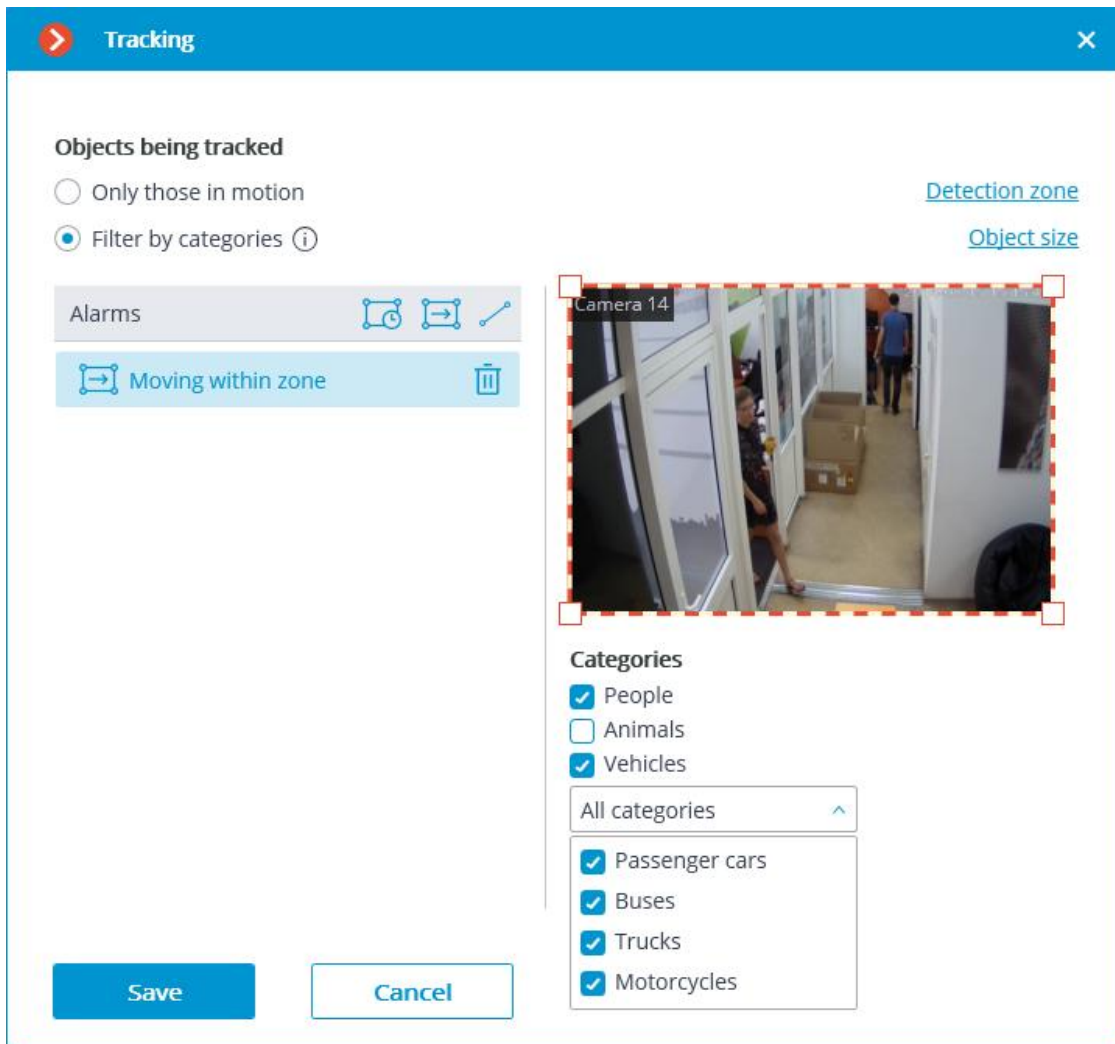 Tracking
Objects being tracked
Only those in motion
Detection zone
Filter by categories
Object size
Alarms
Moving within zone
Camera 14
Categories
People
Animals
Vehicles
All categories
Passenger cars
Buses
Trucks
Motorcycles
Save
Cancel